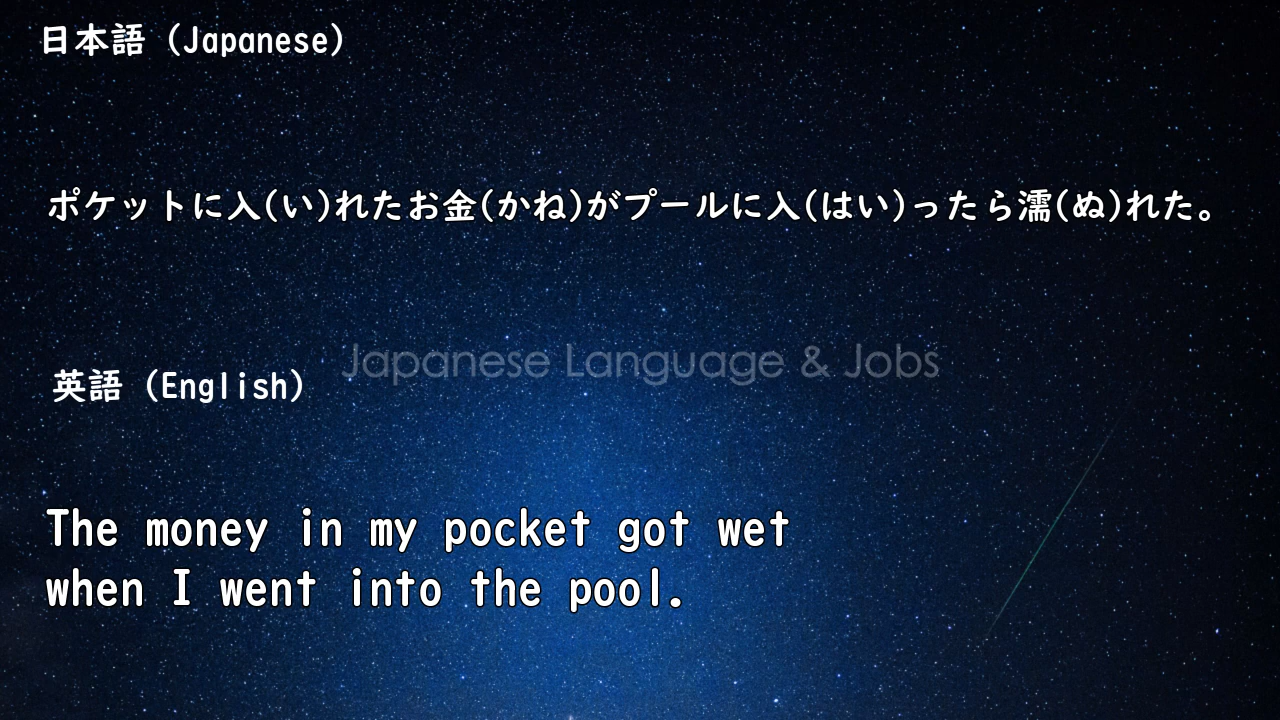 日本語 (Japanese)
ポケットに入(い)れたお金(かね)がプールに入(はい)ったら濡(ぬ)れた。
Japanese Language & Jobs
英語 (English)
The money in my pocket got wet
when I went into the pool.